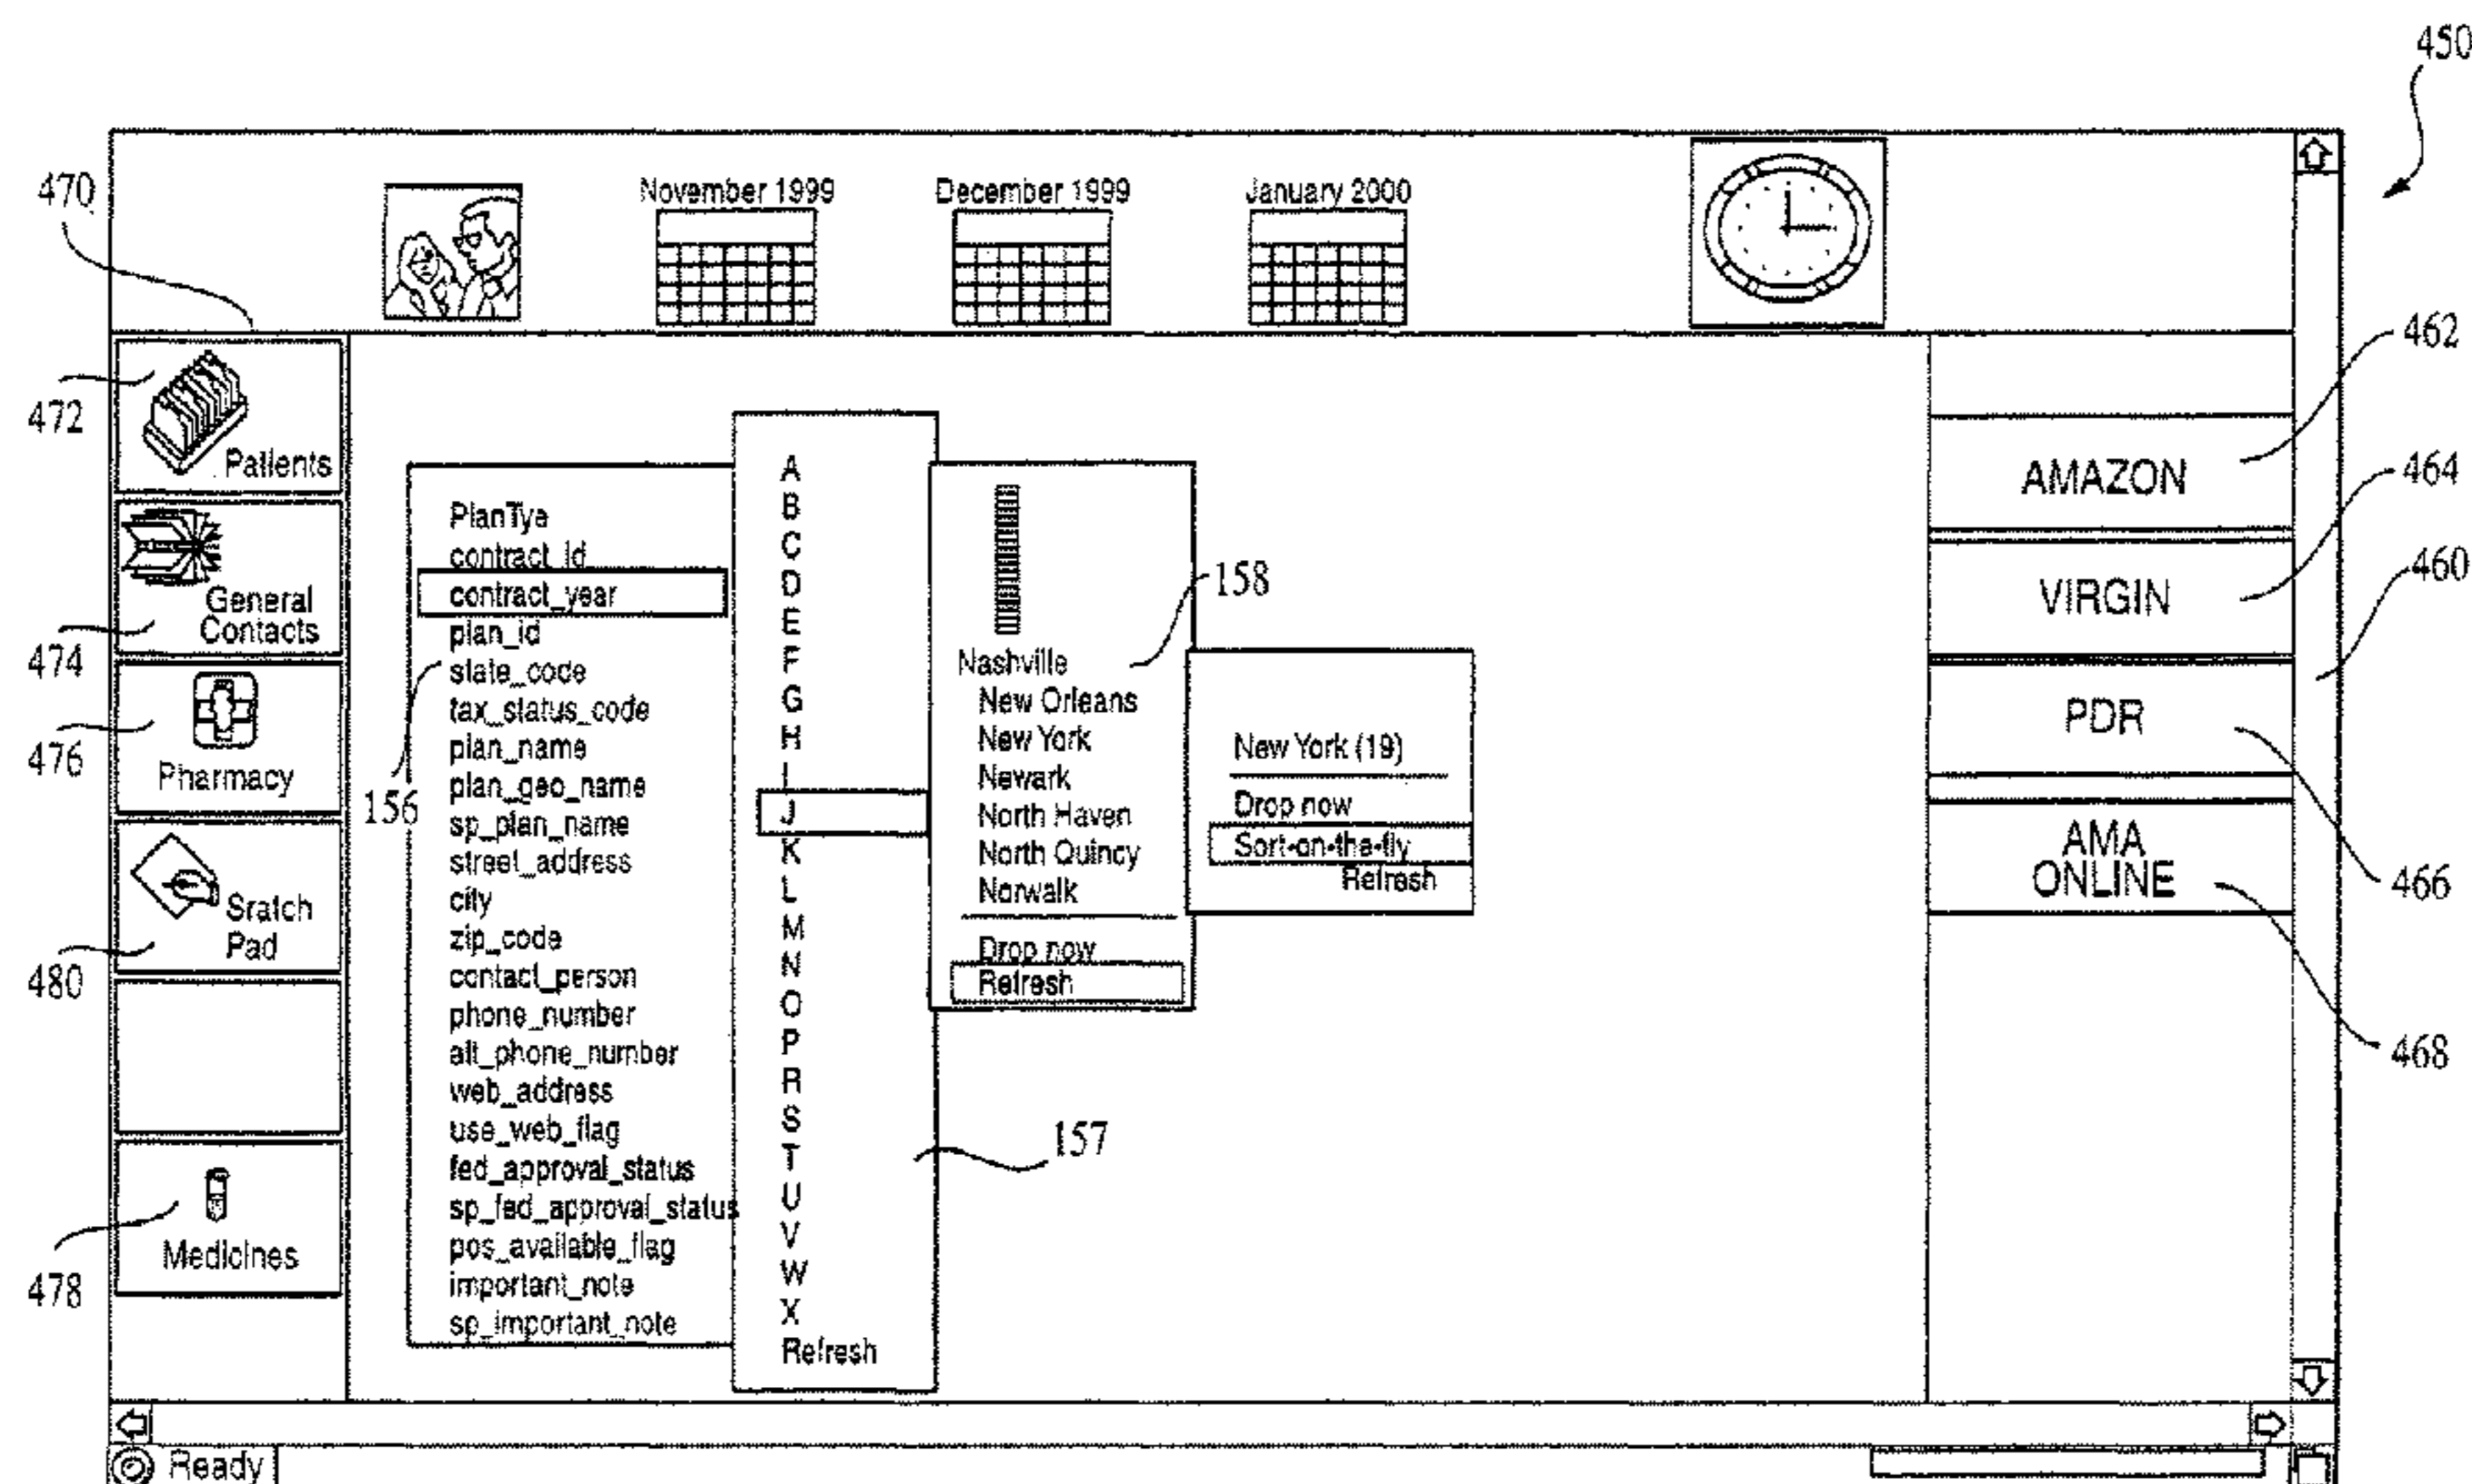 450
470
November 1999
December 1999
January 2000
462
472
Patients
AMAZON
464
General
Contacts
VIRGIN
460
474
Pharmacy
476
PDR
466
Sratch
Pad
480
AMA
ONLINE
468
Medicines
478
PlanTye
contract_id
contract_year
plan_id
state_code
tax_status_code
plan_name
plan_geo_name
sp_plan_name
street_address
city
zip_code
contact_person
phone_number
alt_phone_number
web_address
use_web_flag
fed_approval_status
sp_fed_approval_status
pos_available_flag
important_note
sp_important_note
156
A
B
C
D
E
F
G
H
I
J
K
L
M
N
O
P
R
S
T
U
V
W
X
Refresh
157
158
Nashville
New Orleans
New York
Newark
North Haven
North Quincy
Norwalk
Drop now
Refresh
New York (19)
Drop now
Sort-on-the-fly
Refresh
Ready